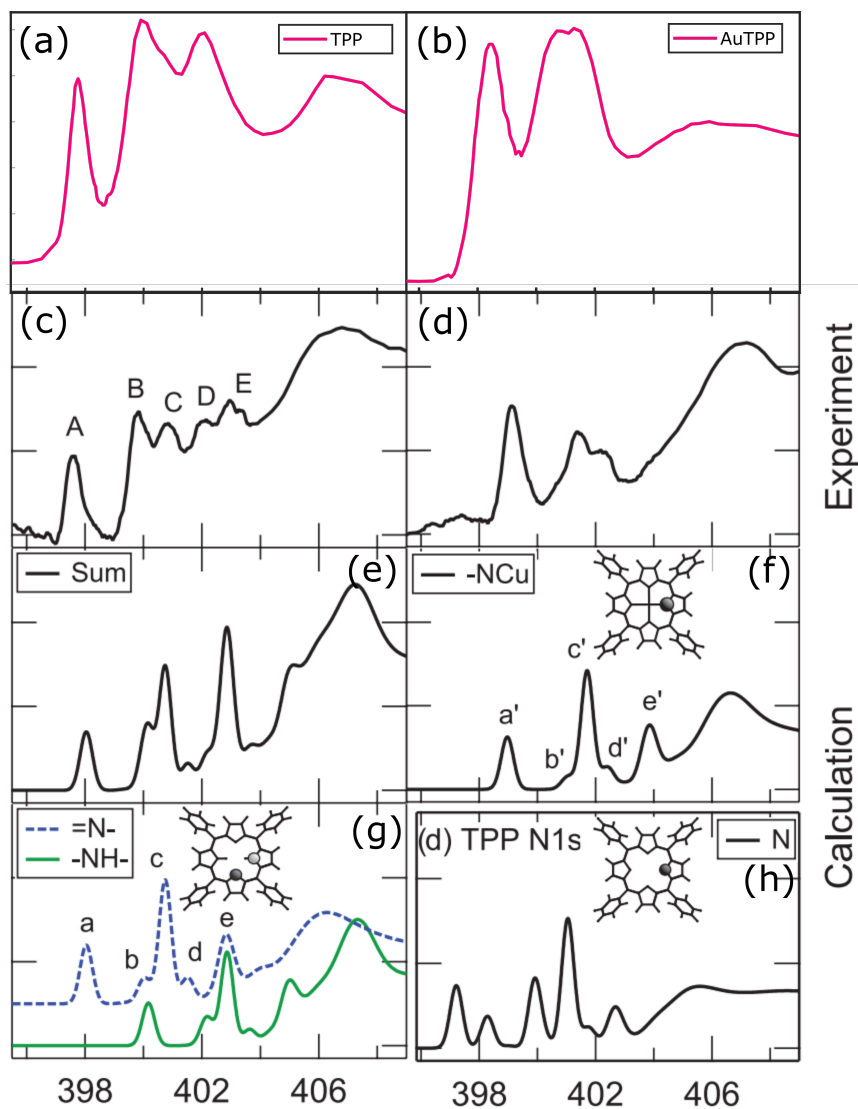 (a)
TPP
(b)
AuTPP
(c)
A
B
C
D
E
(d)
Experiment
Sum
(e)
-NCu
(f)
a'
b'
c'
d'
e'
=N-
-NH-
(g)
a
b
c
d
e
(d) TPP N1s
N
(h)
Calculation
398
402
406
398
402
406